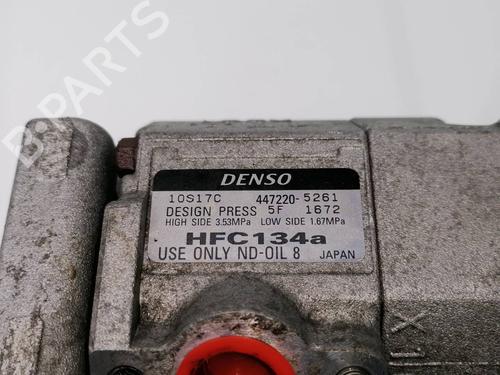 B-PARTS
DENSO
10S17C 447220-5261
DESIGN PRESS 5F 1672
HIGH SIDE 3.53MPa LOW SIDE 1.67MPa
HFC134a
USE ONLY ND-OIL 8 JAPAN